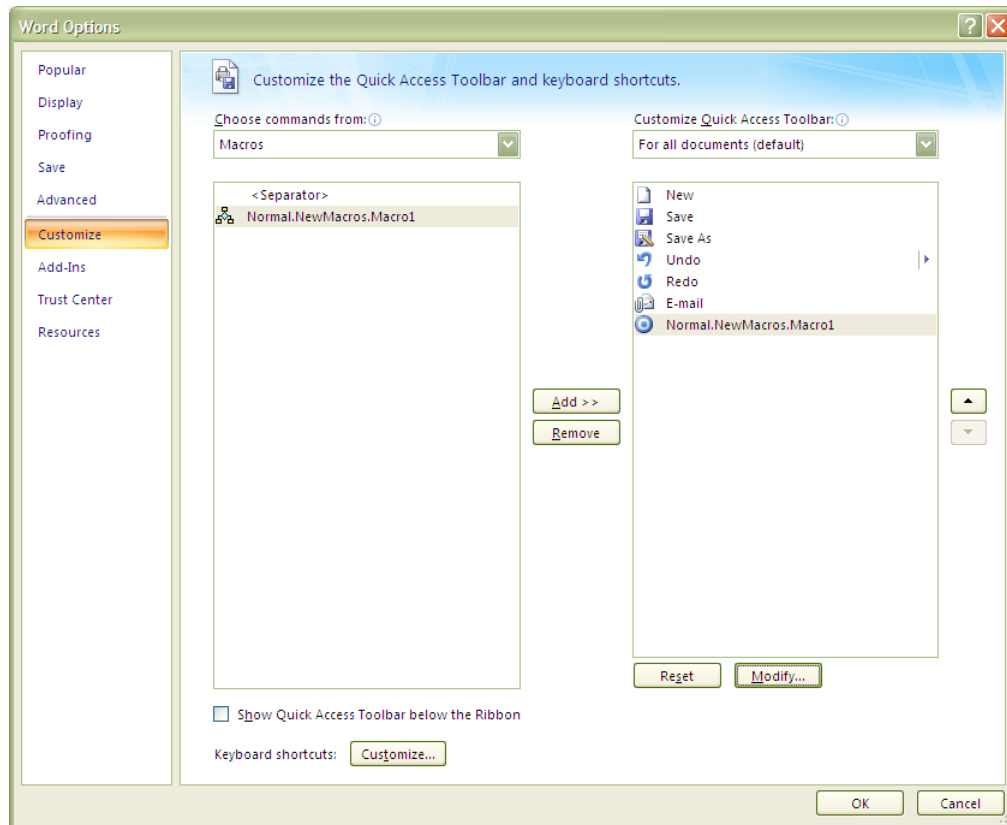 Word Options
Popular
Display
Proofing
Save
Advanced
Customize
Add-Ins
Trust Center
Resources
Customize the Quick Access Toolbar and keyboard shortcuts.
Choose commands from:
Macros
<Separator>
Normal.NewMacros.Macro1
Add >>
Remove
Customize Quick Access Toolbar:
For all documents (default)
New
Save
Save As
Undo
Redo
E-mail
Normal.NewMacros.Macro1
Reset
Modify...
Show Quick Access Toolbar below the Ribbon
Keyboard shortcuts:
Customize...
OK
Cancel